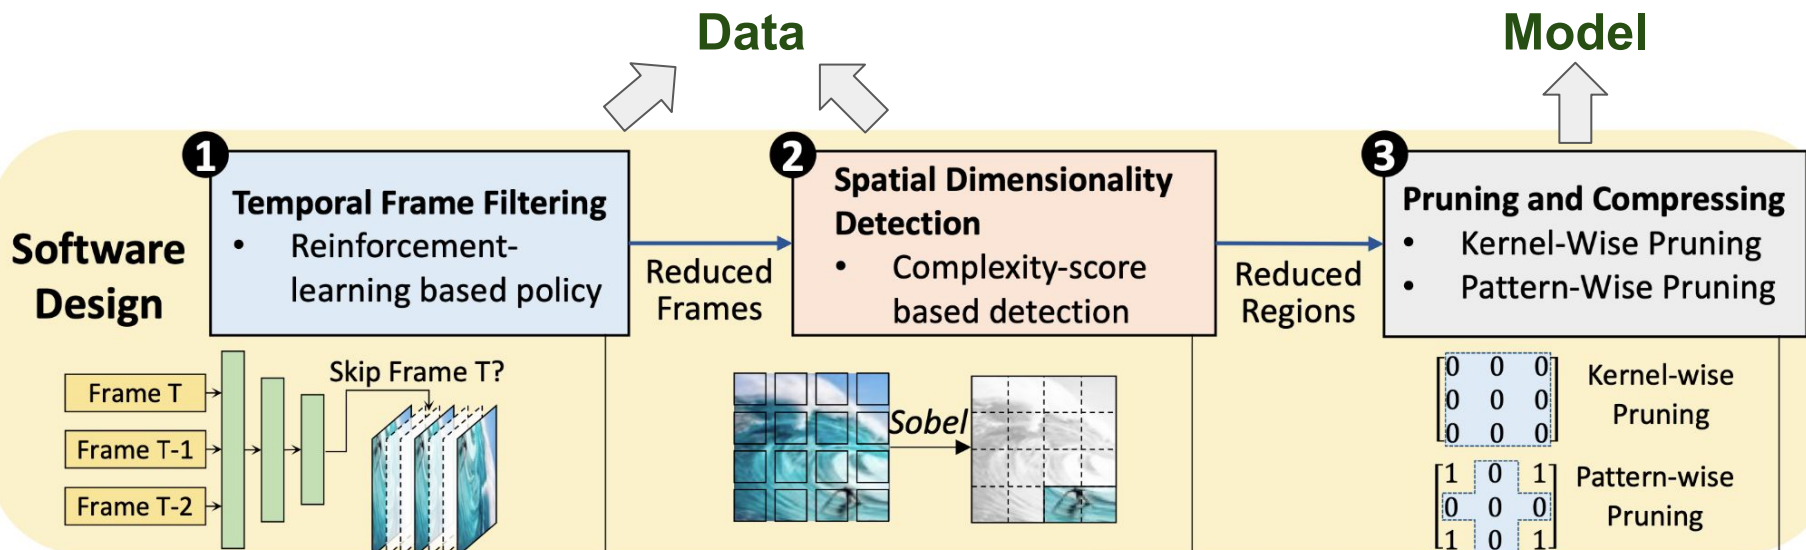 Data
Model
Software
Design
1
Temporal Frame Filtering
• Reinforcement-
learning based policy
Reduced
Frames
2
Spatial Dimensionality
Detection
• Complexity-score
based detection
Reduced
Regions
3
Pruning and Compressing
• Kernel-Wise Pruning
• Pattern-Wise Pruning
Frame T
Frame T-1
Frame T-2
Skip Frame T?
Sobel
0 0 0
0 0 0
0 0 0
Kernel-wise
Pruning
1 0 1
0 0 0
1 0 1
Pattern-wise
Pruning